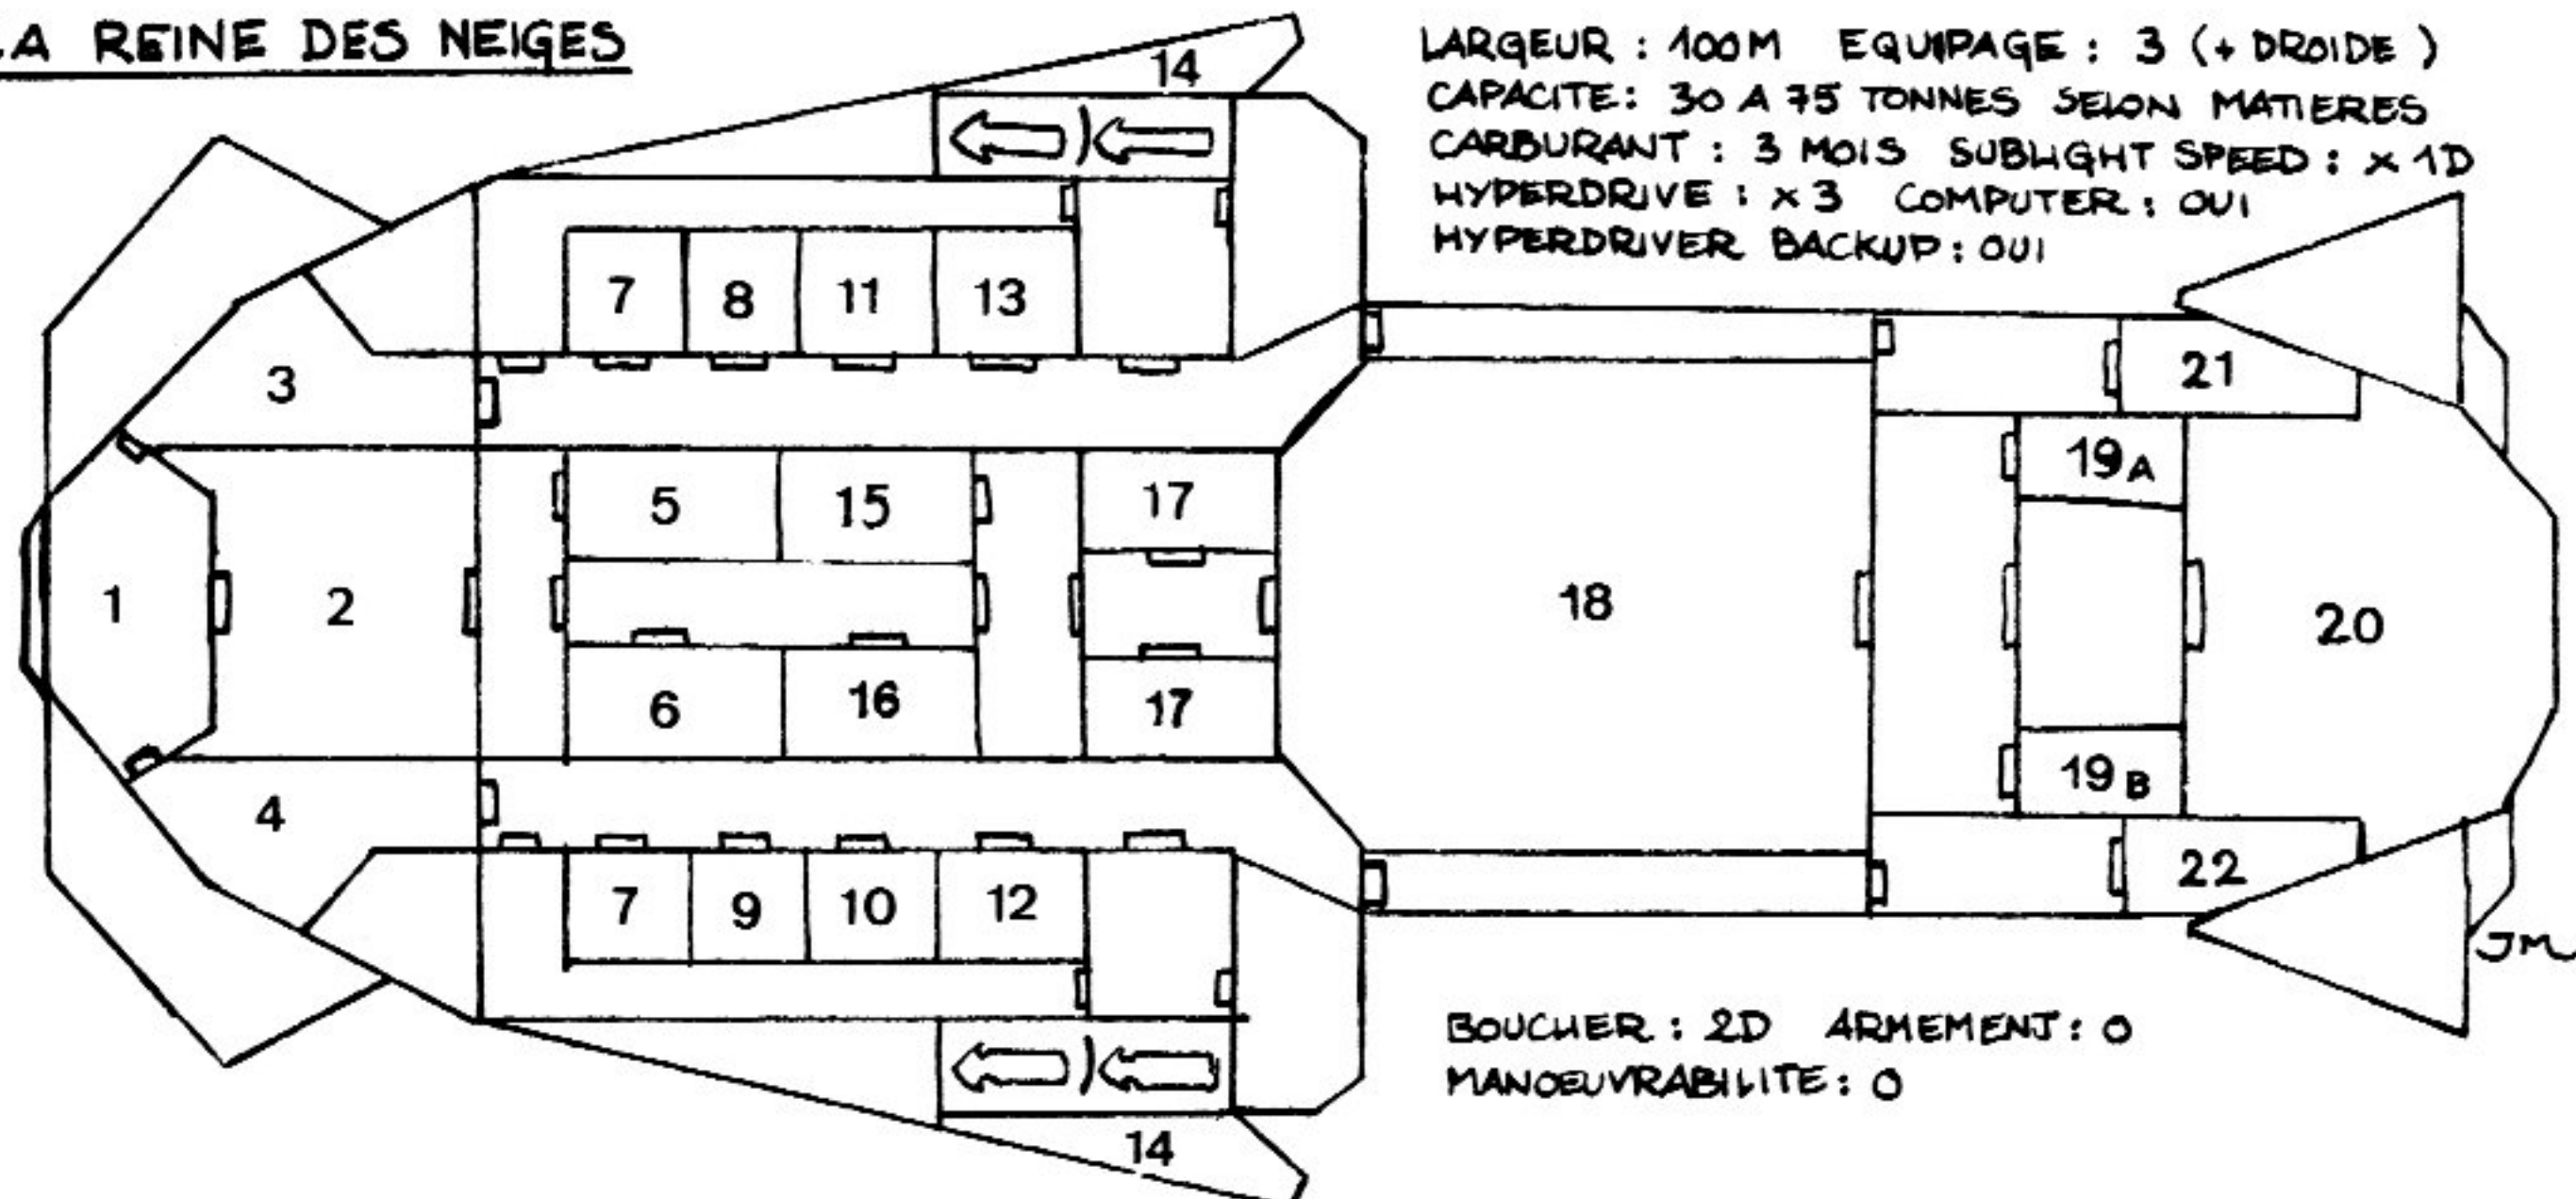 LA REINE DES NEIGES
LARGEUR : 100M EQUIPAGE : 3 (+ DROIDE )
CAPACITE : 30 A 75 TONNES SELON MATIERES
CARBURANT : 3 MOIS SUBLIGHT SPEED : x 1D
HYPERDRIVE : x 3 COMPUTER : OUI
HYPERDRIVER BACKUP : OUI
14
7 8 11 13
3
21
5 15 17 19A
1 2 18 20
6 16 17 19B
4
7 9 10 12
22
JM
BOUCLIER : 2D ARMEMENT : 0
MANOEUVRABILITE : 0
14